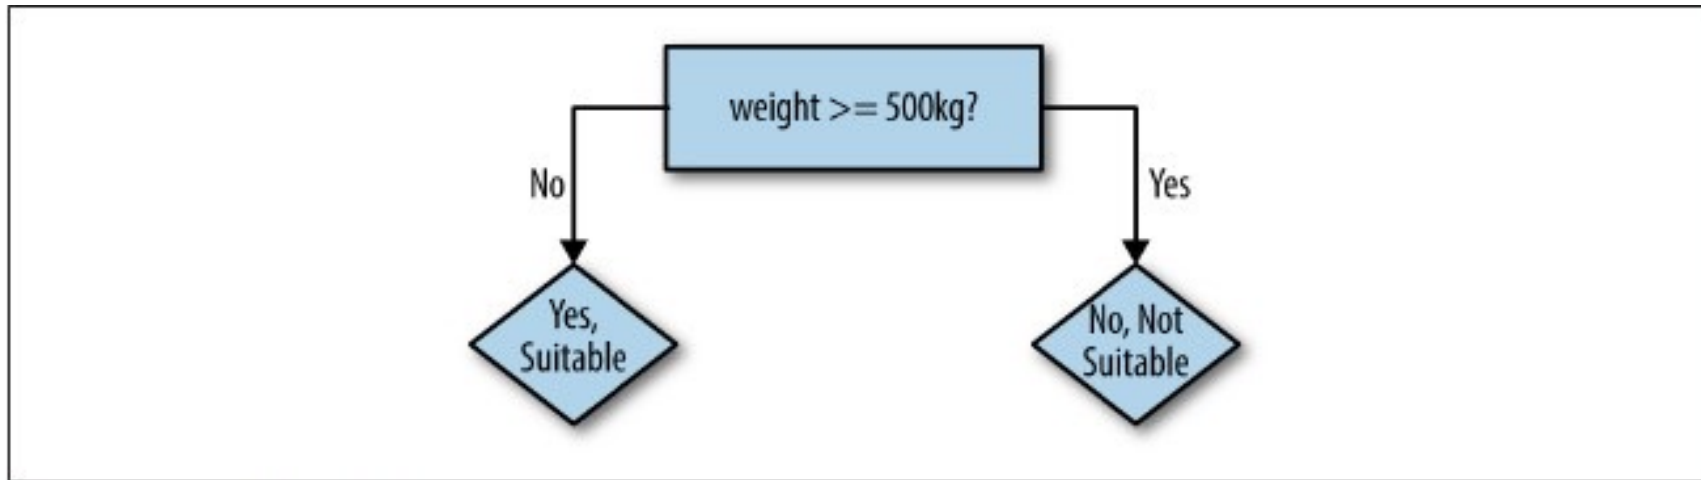 weight >= 500kg?
No
Yes
Yes,
Suitable
No, Not
Suitable